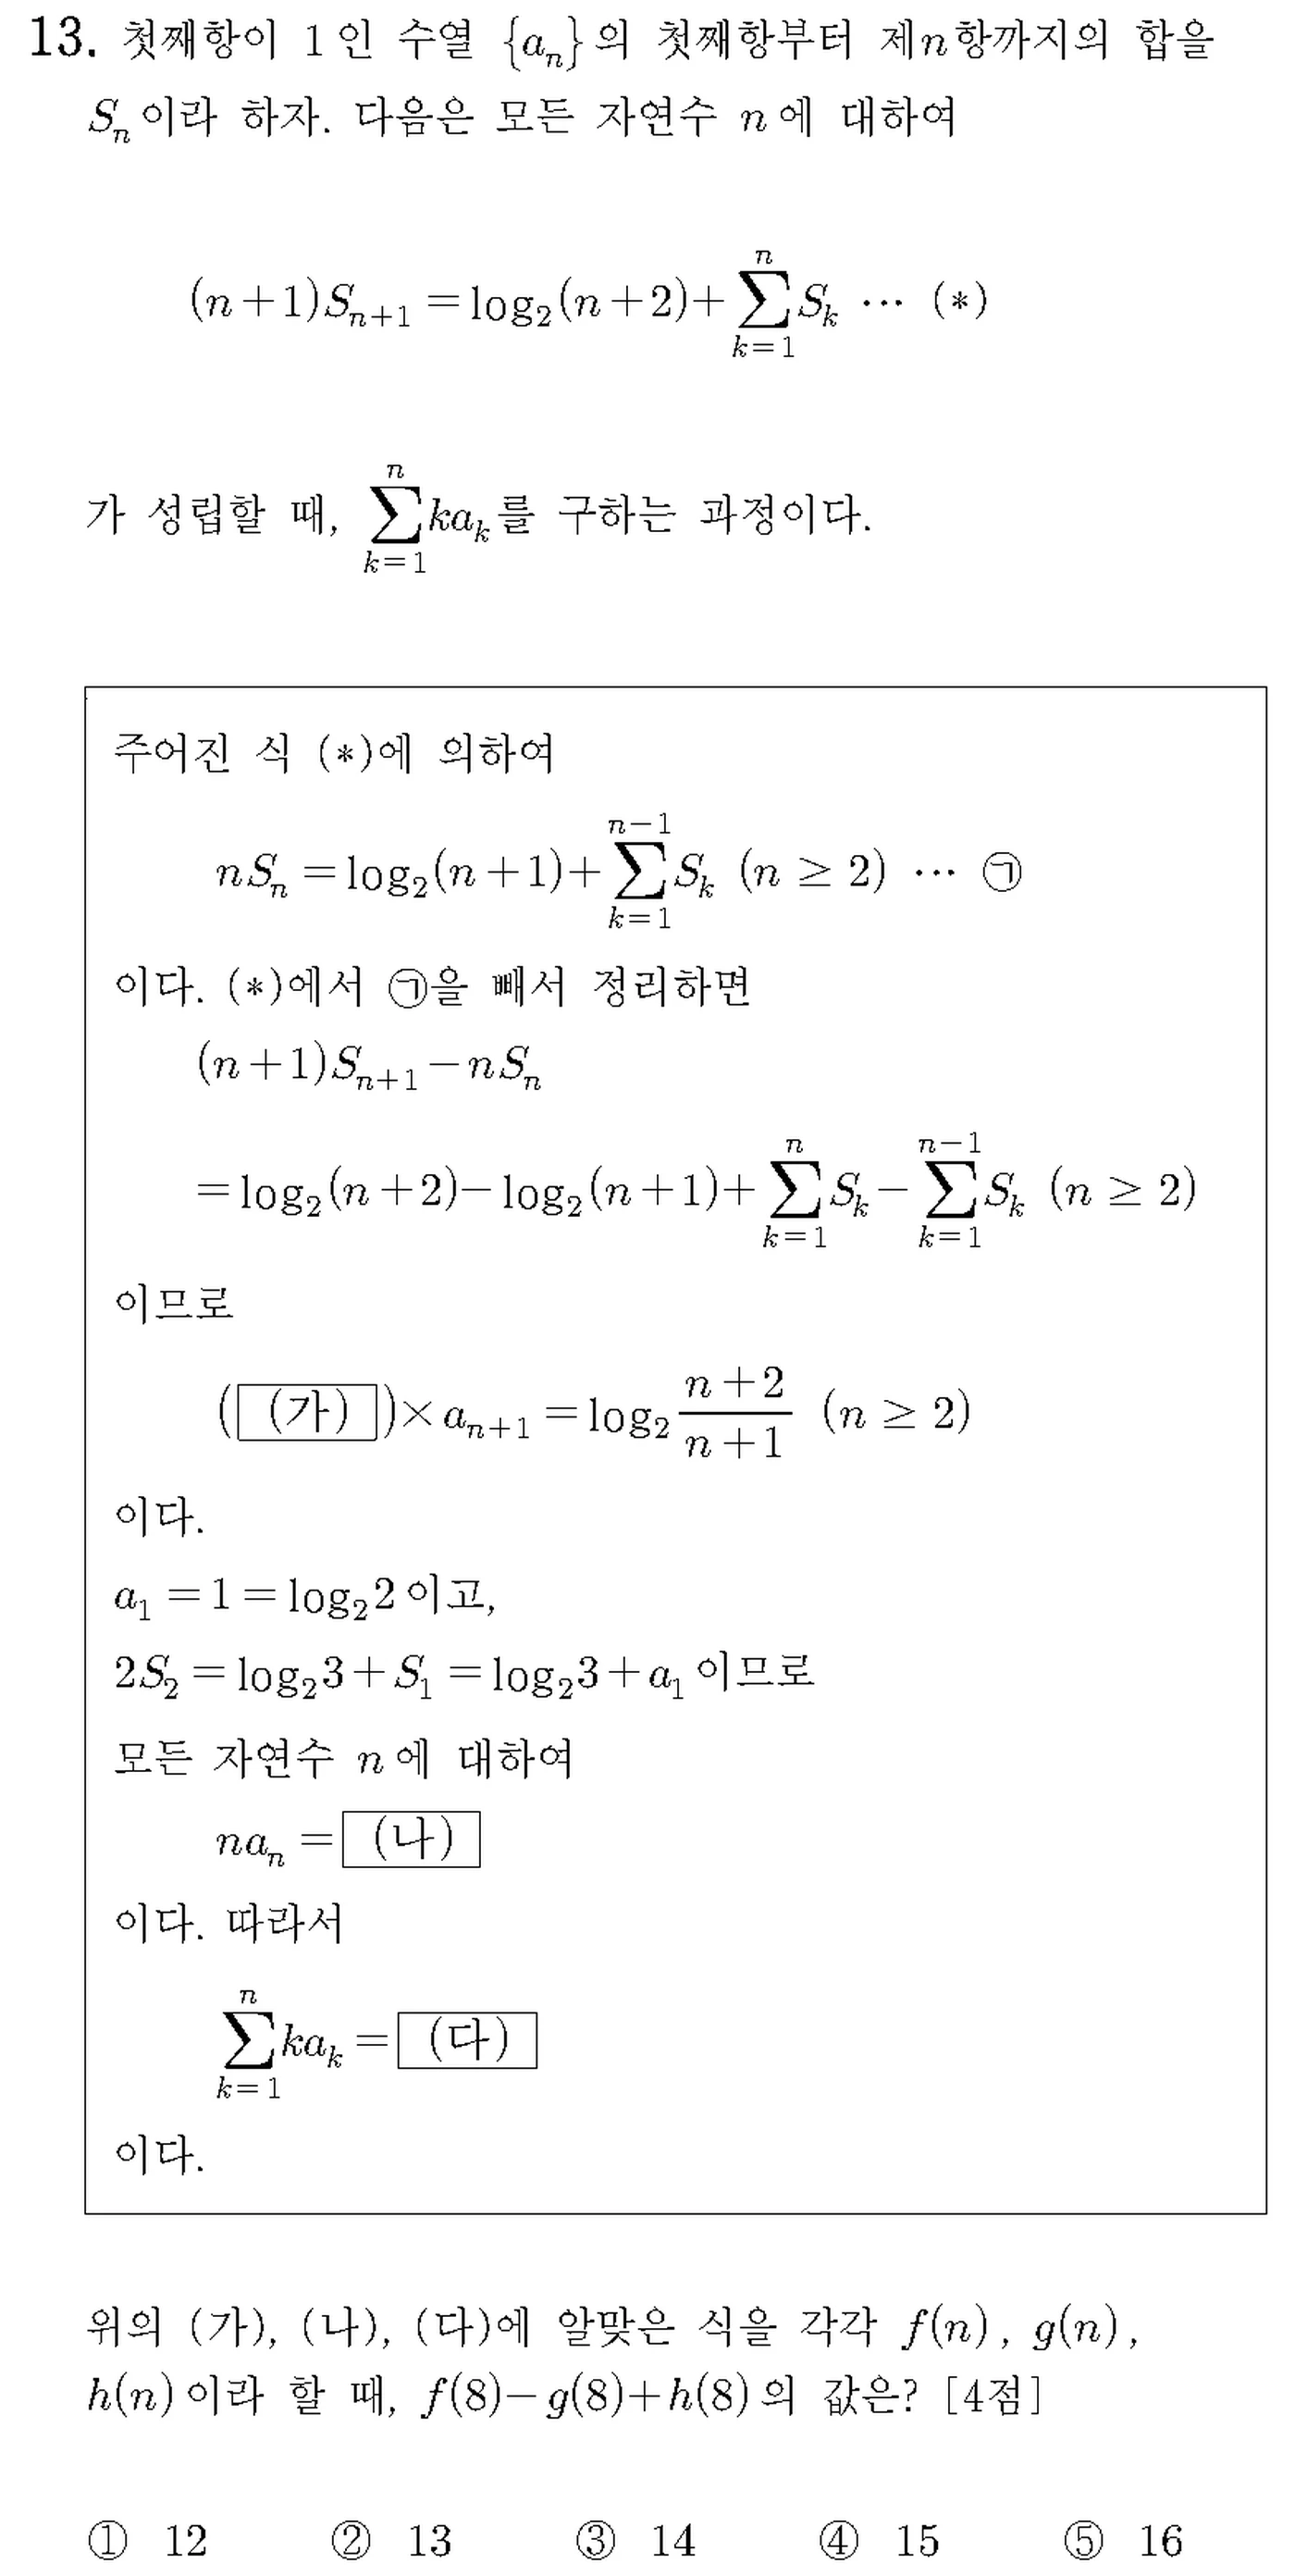 13. 첫째항이 1인 수열 {aₙ}의 첫째항부터 제n항까지의 합을
Sₙ이라 하자. 다음은 모든 자연수 n에 대하여
(n+1)Sₙ₊₁ = log₂(n+2) + ∑_{k=1}^{n} Sₖ ⋯ (*)
가 성립할 때, ∑_{k=1}^{n} kaₖ를 구하는 과정이다.
주어진 식 (*)에 의하여
nSₙ = log₂(n+1) + ∑_{k=1}^{n-1} Sₖ (n ≥ 2) ⋯ ㉠
이다. (*)에서 ㉠을 빼서 정리하면
(n+1)Sₙ₊₁ - nSₙ
= log₂(n+2) - log₂(n+1) + ∑_{k=1}^{n} Sₖ - ∑_{k=1}^{n-1} Sₖ (n ≥ 2)
이므로
( (가) ) × aₙ₊₁ = log₂ (n+2)/(n+1) (n ≥ 2)
이다.
a₁ = 1 = log₂2이고,
2S₂ = log₂3 + S₁ = log₂3 + a₁이므로
모든 자연수 n에 대하여
naₙ = (나)
이다. 따라서
∑_{k=1}^{n} kaₖ = (다)
이다.
위의 (가), (나), (다)에 알맞은 식을 각각 f(n), g(n),
h(n)이라 할 때, f(8)-g(8)+h(8)의 값은? [4점]
① 12 ② 13 ③ 14 ④ 15 ⑤ 16